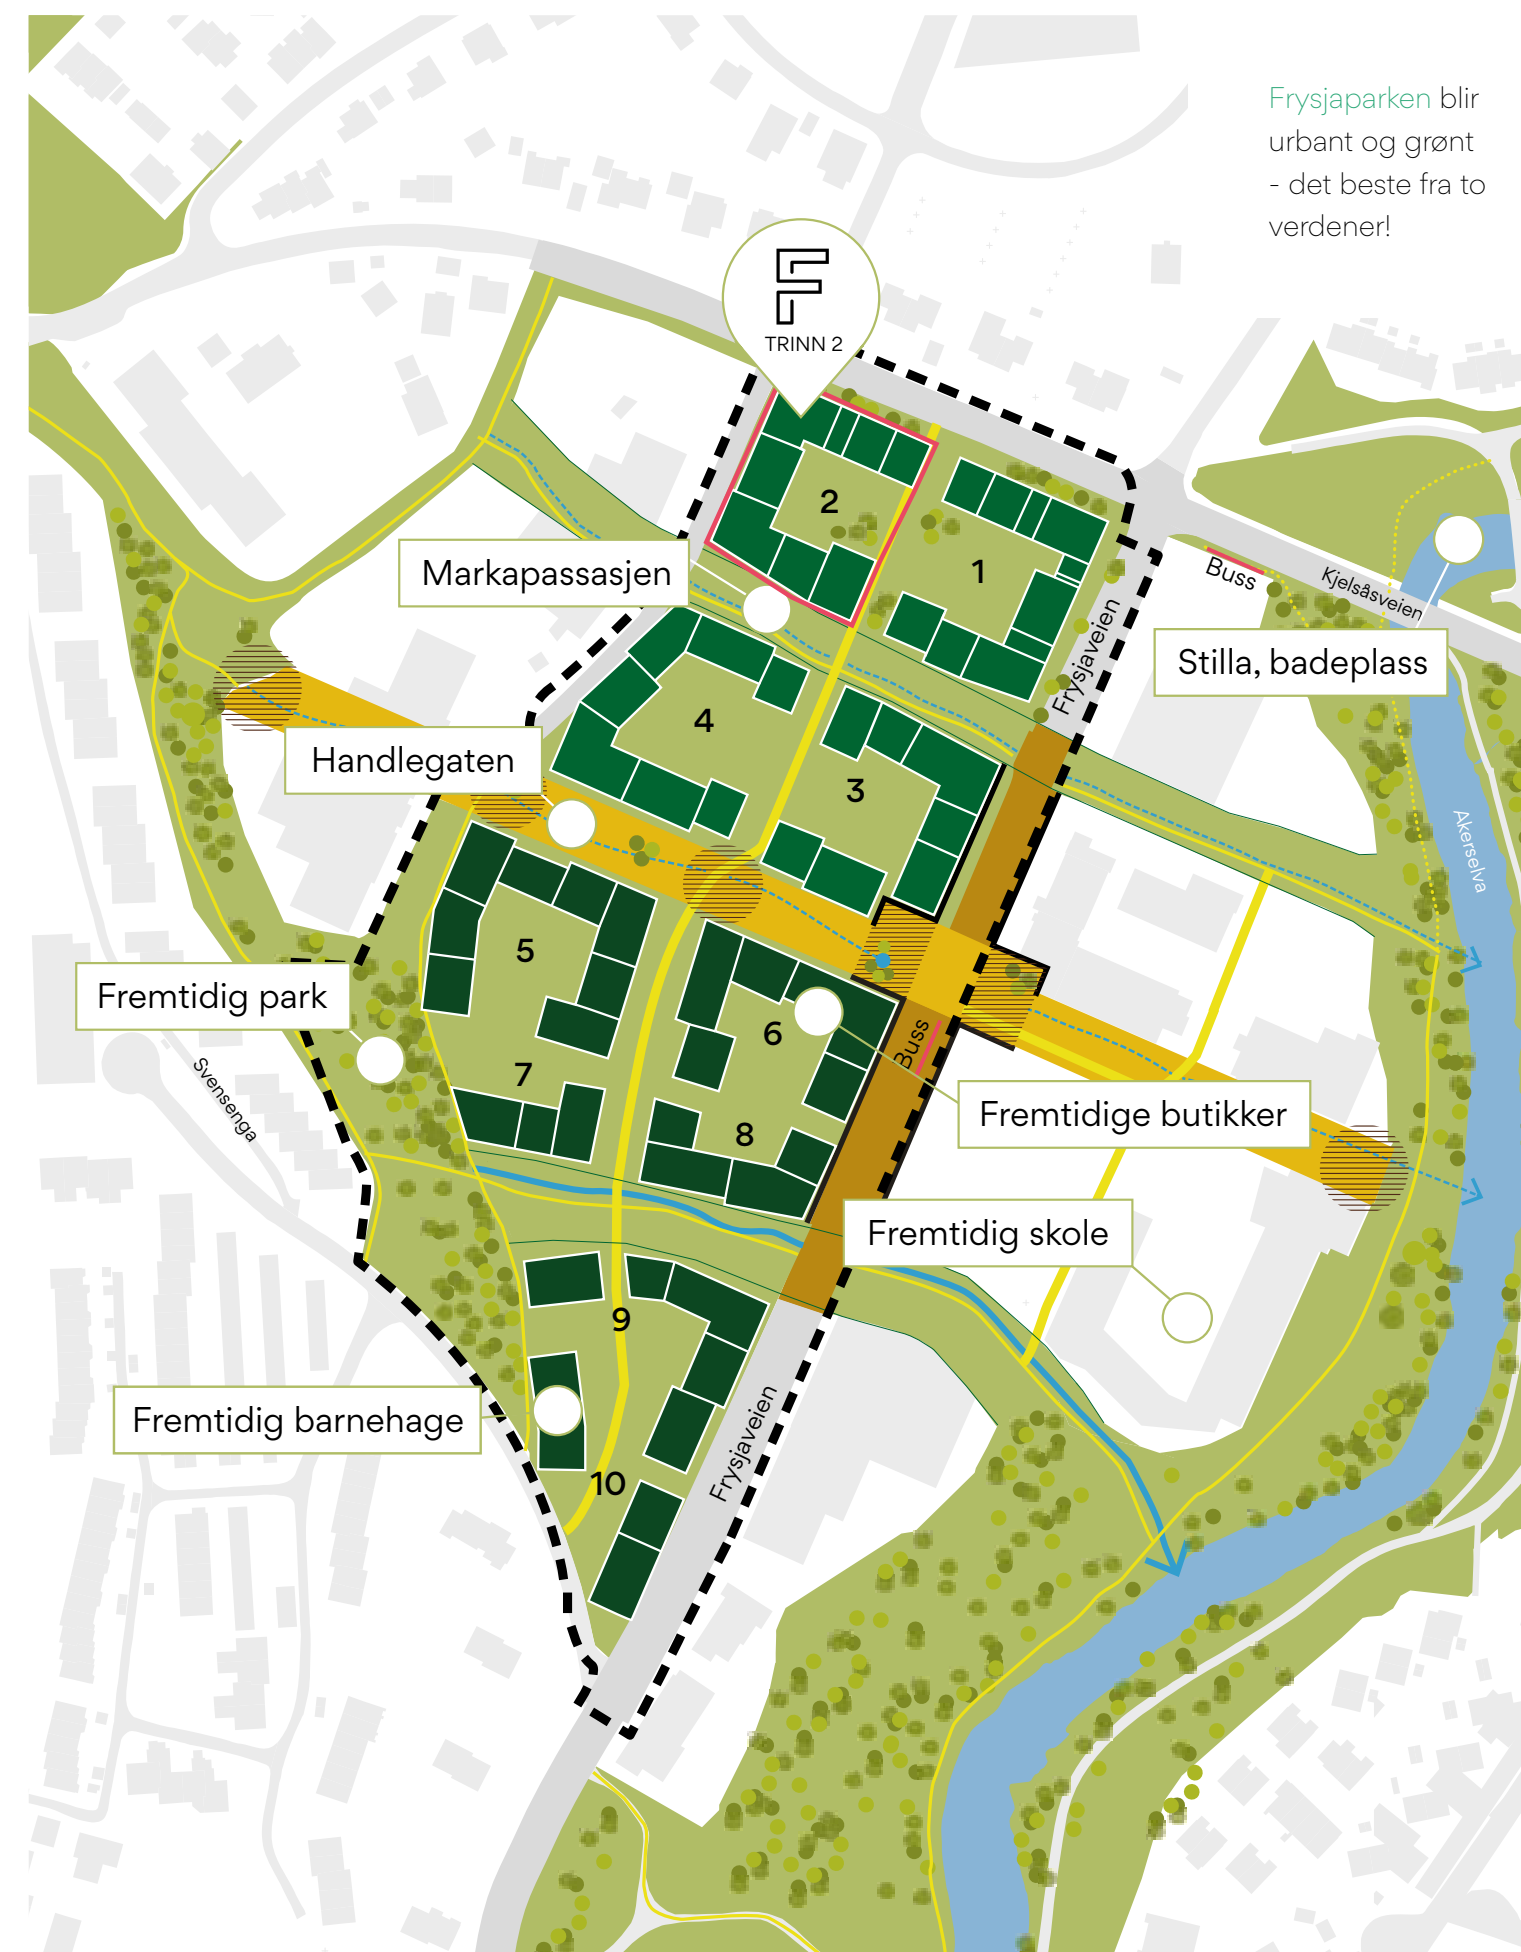 Frysjaparken blir
urbant og grønt
- det beste fra to
verdener!
F
TRINN 2
2
1
Markapassasjen
Buss
Kjelsåsveien
Frysjaveien
Stilla, badeplass
4
Handlegaten
3
Akerselva
5
Fremtidig park
6
Buss
7
Svensenga
Fremtidige butikker
8
Fremtidig skole
9
Fremtidig barnehage
Frysjaveien
10